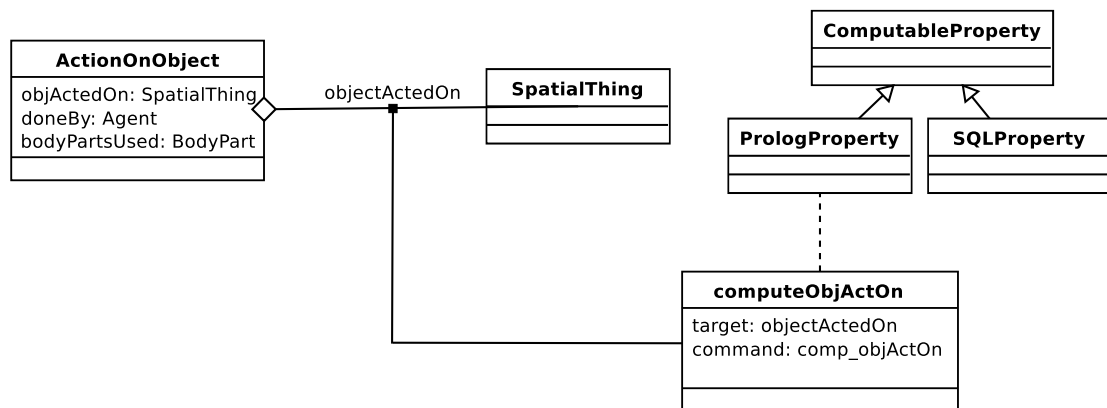 ComputableProperty
ActionOnObject
objActedOn: SpatialThing
doneBy: Agent
bodyPartsUsed: BodyPart
objectActedOn
SpatialThing
PrologProperty
SQLProperty
computeObjActOn
target: objectActedOn
command: comp_objActOn